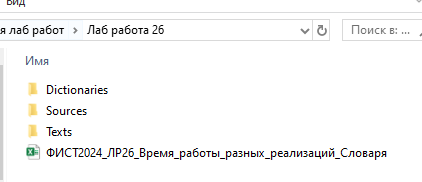 Вид
я лаб работ > Лаб работа 26
Поиск в: ...
Имя
Dictionaries
Sources
Texts
ФИСТ2024_ЛР26_Время_работы_разных_реализаций_Словаря